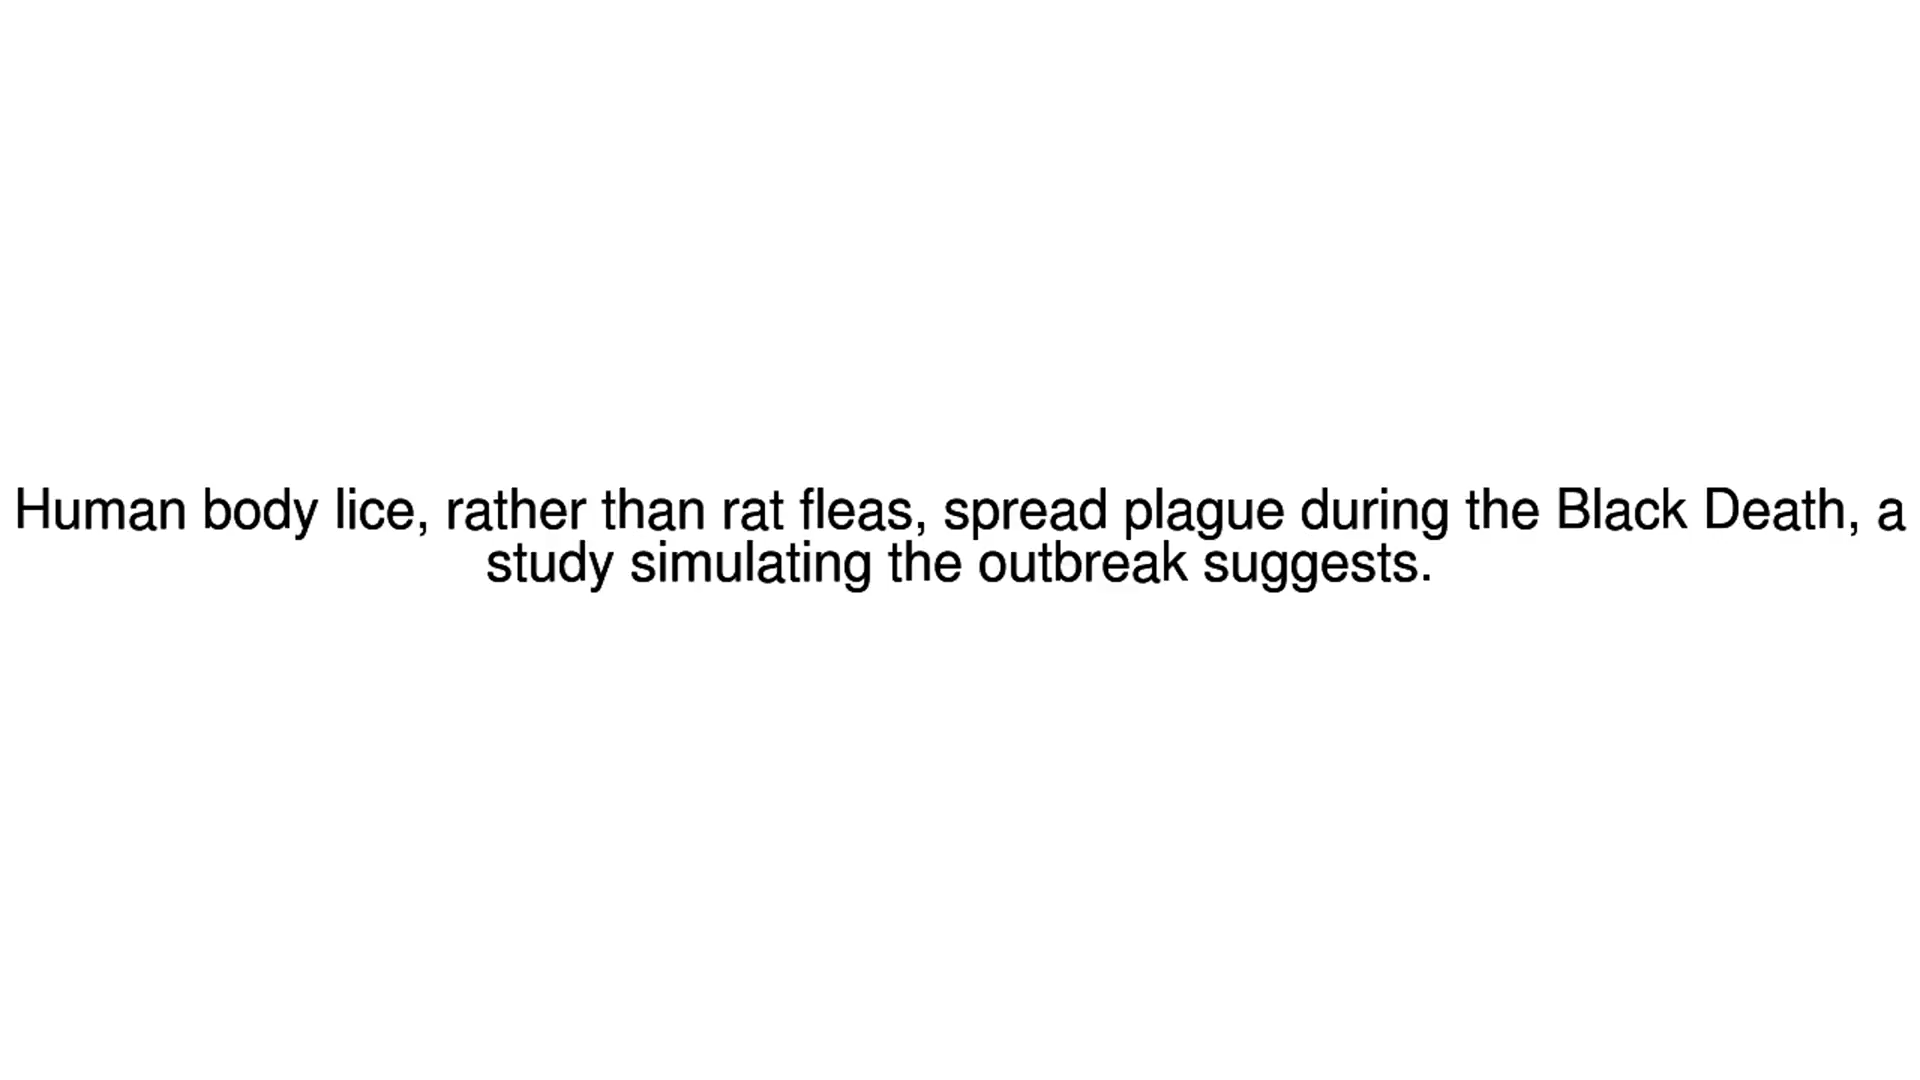 Human body lice, rather than rat fleas, spread plague during the Black Death, a
study simulating the outbreak suggests.